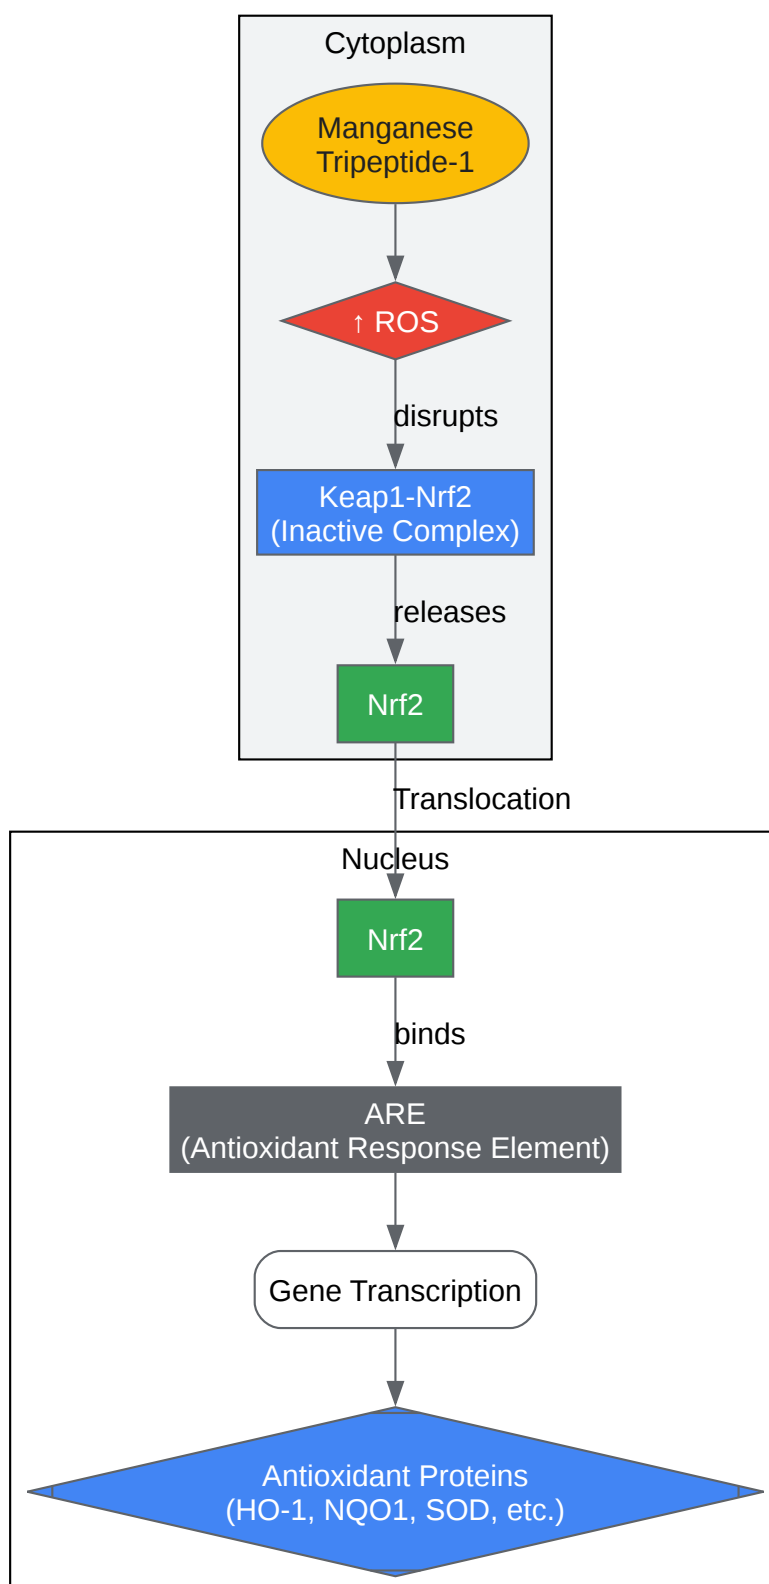 Cytoplasm
Manganese
Tripeptide-1
↑ ROS
disrupts
Keap1-Nrf2
(Inactive Complex)
releases
Nrf2
Translocation
Nucleus
Nrf2
binds
ARE
(Antioxidant Response Element)
Gene Transcription
Antioxidant Proteins
(HO-1, NQO1, SOD, etc.)